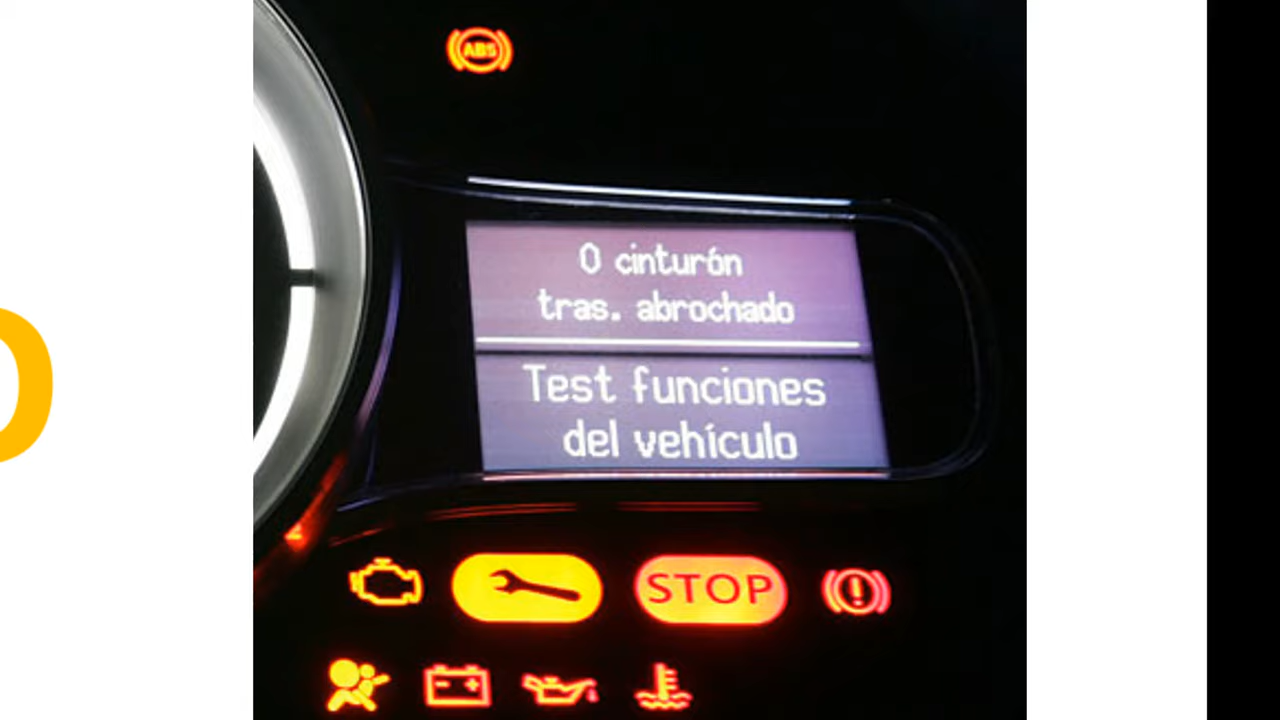 ABS
0 cinturón
tras. abrochado
Test funciones
del vehículo
STOP